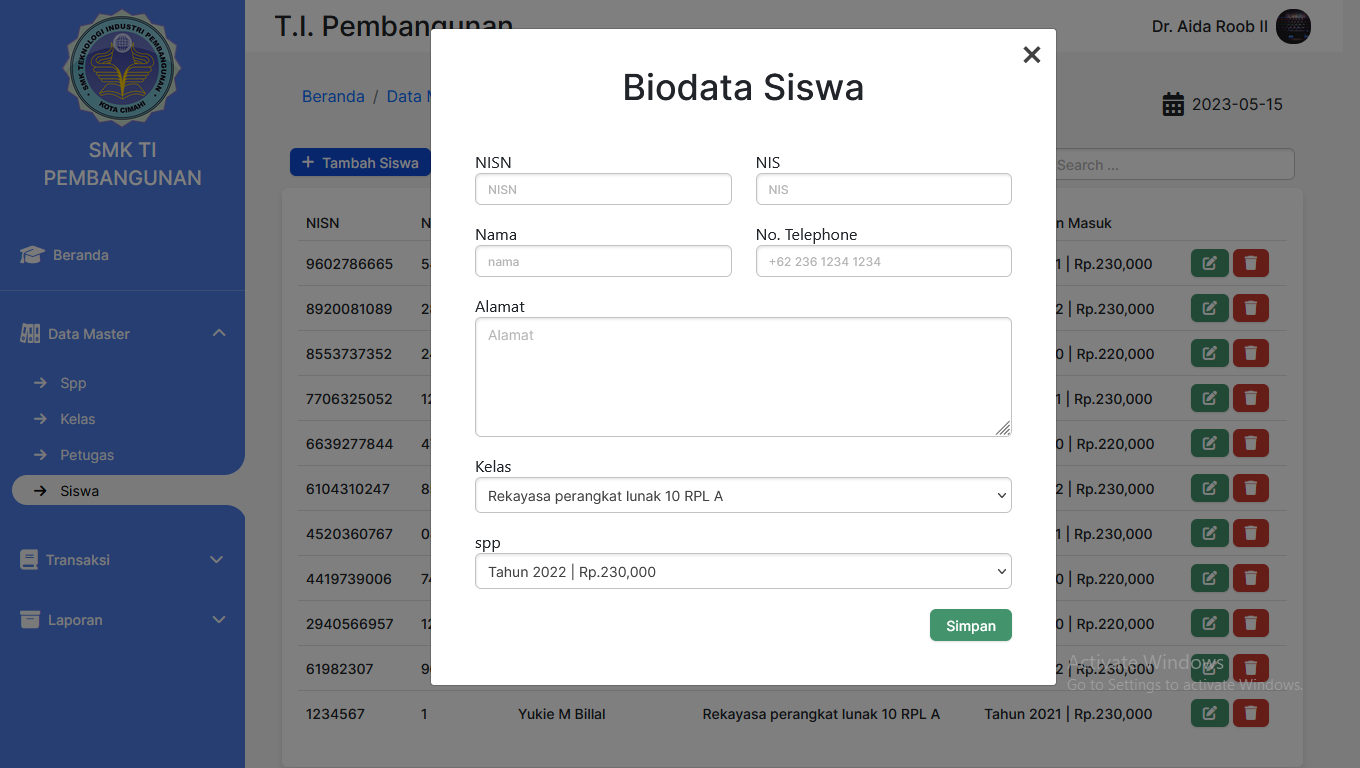 SMK TEKNOLOGI INDUSTRI PEMBANGUNAN
KOTA CIMAHI
SMK TI
PEMBANGUNAN
Beranda
Data Master
Spp
Kelas
Petugas
Siswa
Transaksi
Laporan
T.I. Pembangunan
Dr. Aida Roob II
Beranda / Data
2023-05-15
+ Tambah Siswa
Search ...
Biodata Siswa
NISN NIS
NISN NIS
Nama No. Telephone
nama +62 236 1234 1234
Alamat
Alamat
Kelas
Rekayasa perangkat lunak 10 RPL A
spp
Tahun 2022 | Rp.230,000
Simpan
NISN N n Masuk
9602786665 5 1 | Rp.230,000
8920081089 2 2 | Rp.230,000
8553737352 2 0 | Rp.220,000
7706325052 12 1 | Rp.230,000
6639277844 4 0 | Rp.220,000
6104310247 8 2 | Rp.230,000
4520360767 0 1 | Rp.230,000
4419739006 7 0 | Rp.220,000
2940566957 12 0 | Rp.220,000
61982307 9 2 | Rp.230,000
1234567 1 Yukie M Billal Rekayasa perangkat lunak 10 RPL A Tahun 2021 | Rp.230,000
Activate Windows
Go to Settings to activate Windows.